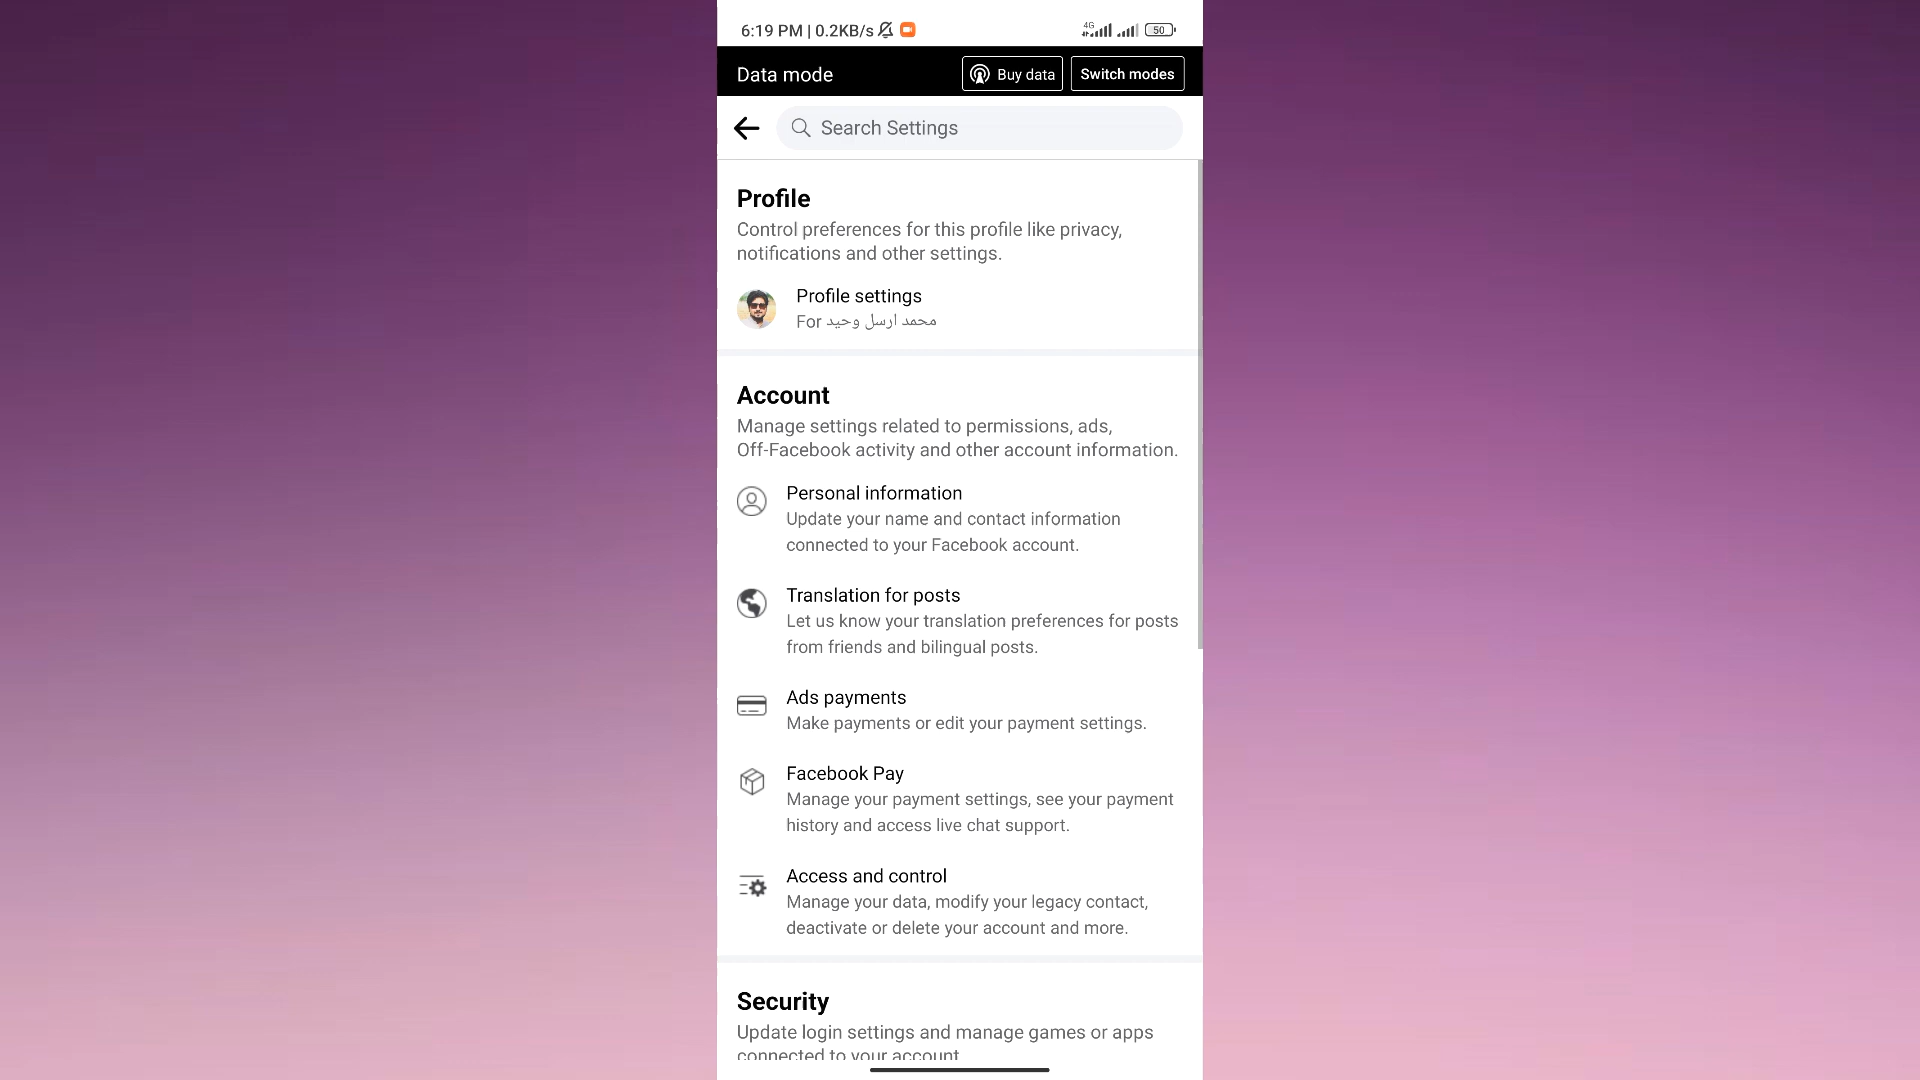 6:19 PM | 0.2KB/s
4G
50
Data mode
Buy data
Switch modes
Search Settings
Profile
Control preferences for this profile like privacy,
notifications and other settings.
Profile settings
For محمد ارسل وحيد
Account
Manage settings related to permissions, ads,
Off-Facebook activity and other account information.
Personal information
Update your name and contact information
connected to your Facebook account.
Translation for posts
Let us know your translation preferences for posts
from friends and bilingual posts.
Ads payments
Make payments or edit your payment settings.
Facebook Pay
Manage your payment settings, see your payment
history and access live chat support.
Access and control
Manage your data, modify your legacy contact,
deactivate or delete your account and more.
Security
Update login settings and manage games or apps
connected to your account